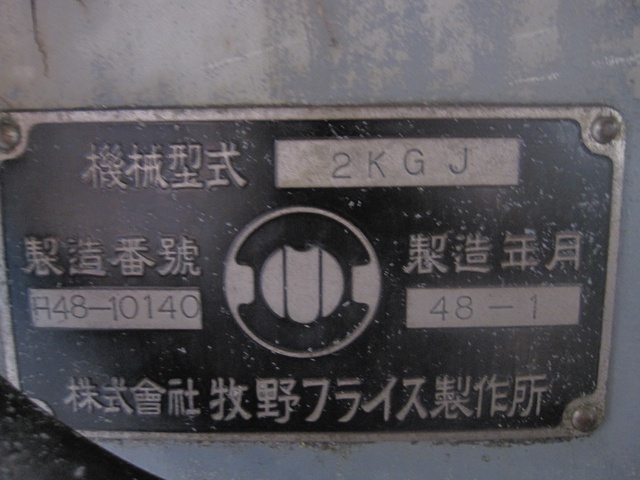 機械型式 2KGJ
製造番號 製造年月
A48-10140 48-1
株式會社 牧野フライス製作所